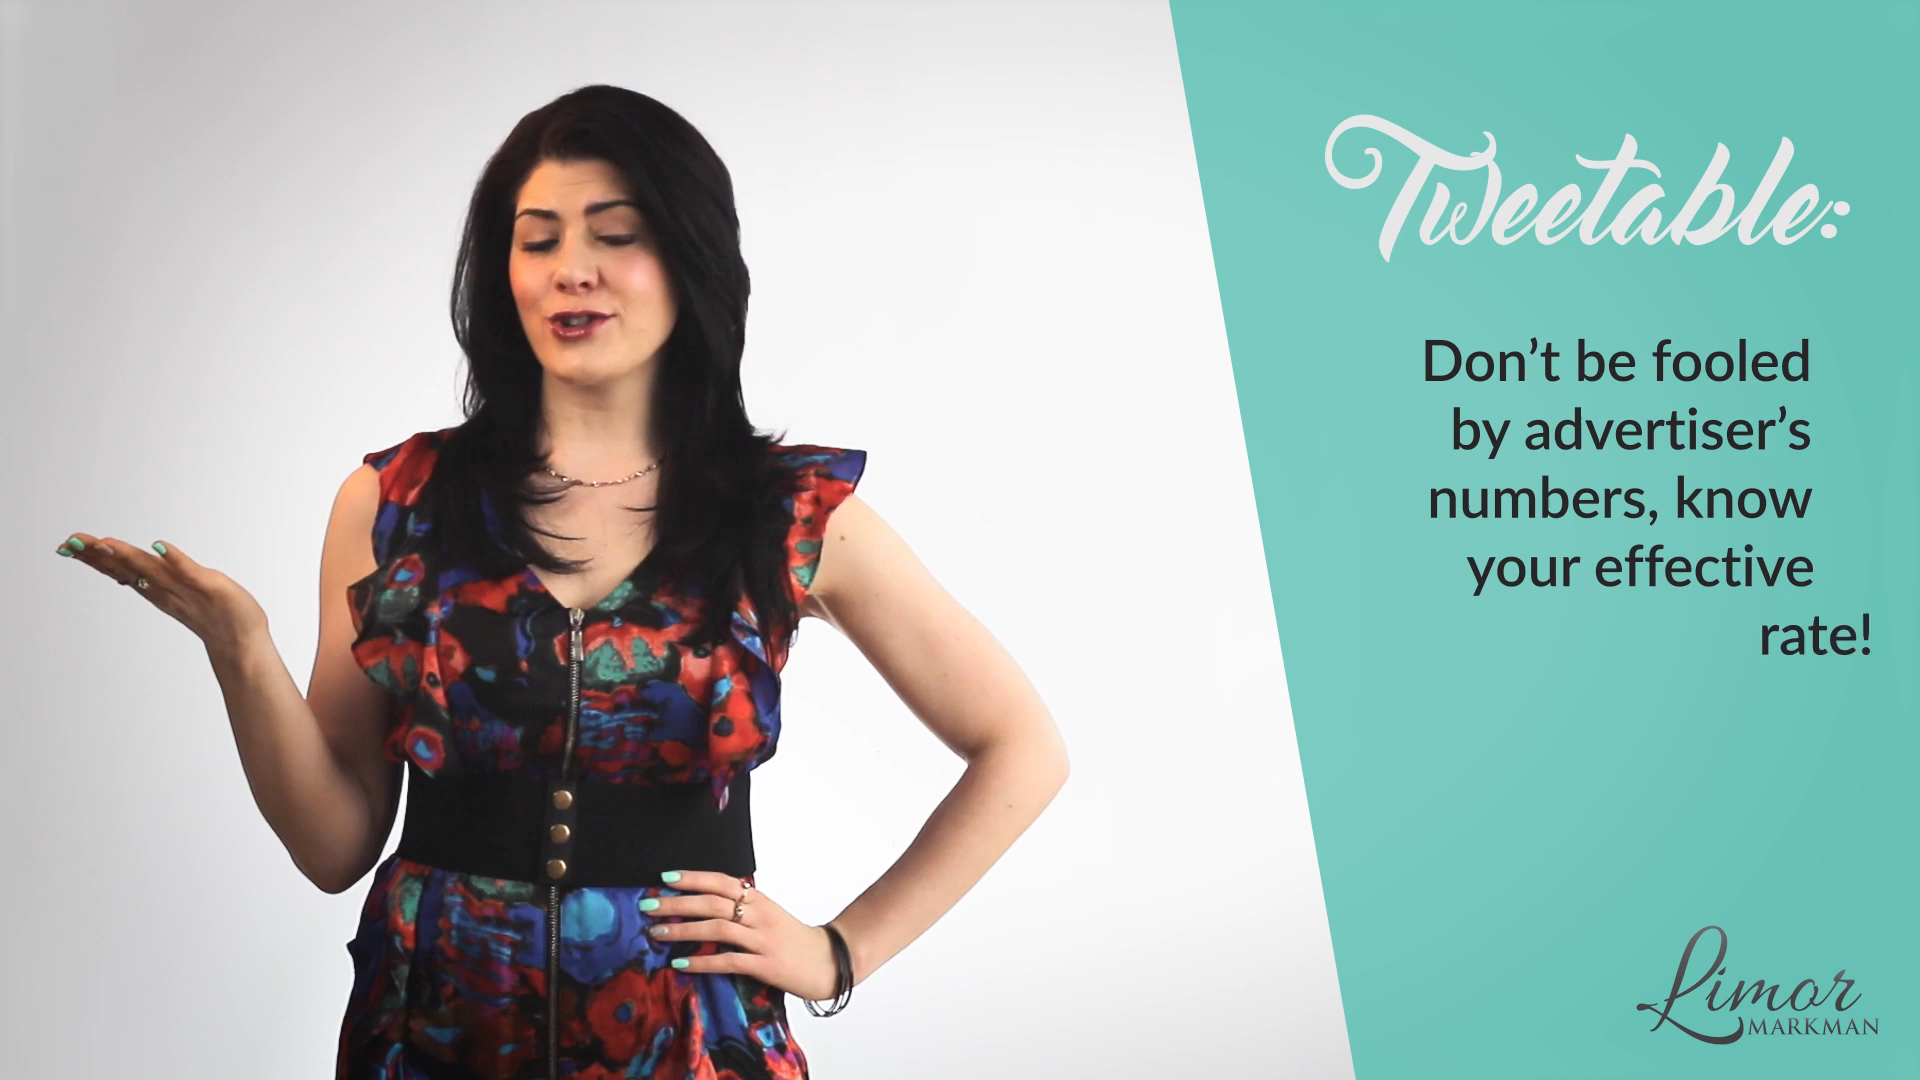 Tweetable:
Don’t be fooled
by advertiser’s
numbers, know
your effective
rate!
Limor
MARKMAN